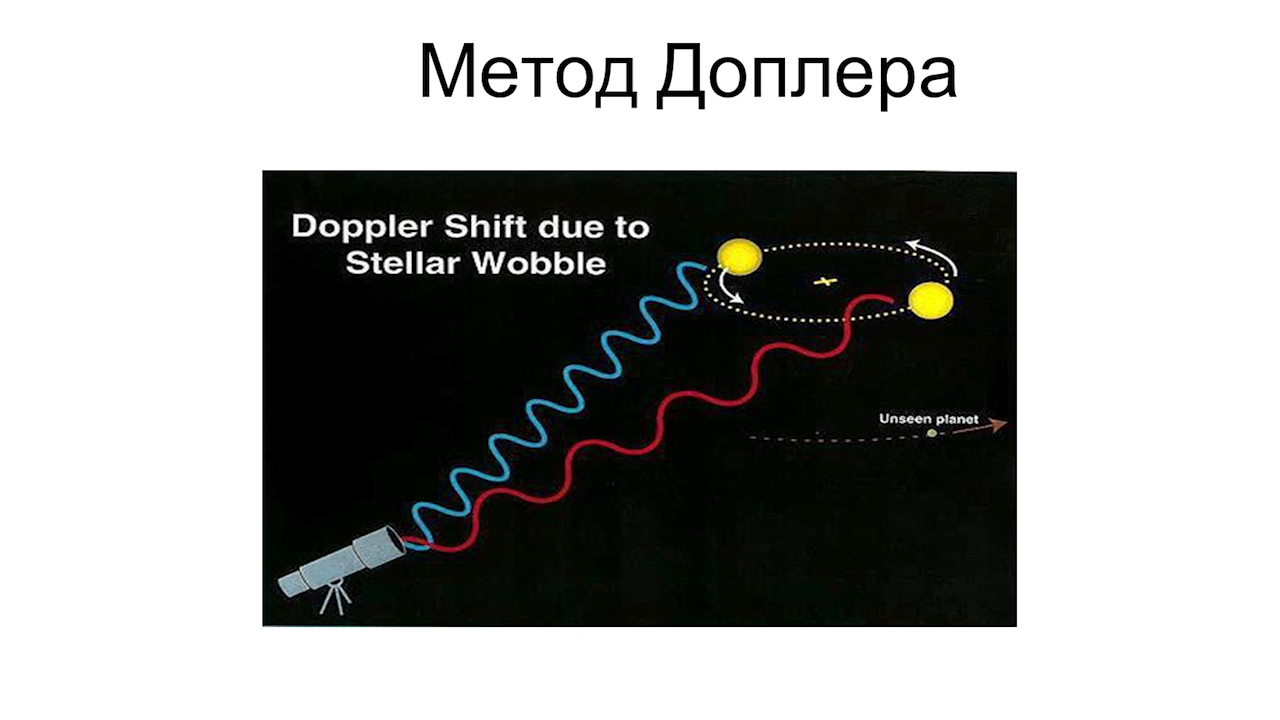 Метод Доплера
Doppler Shift due to
Stellar Wobble
Unseen planet